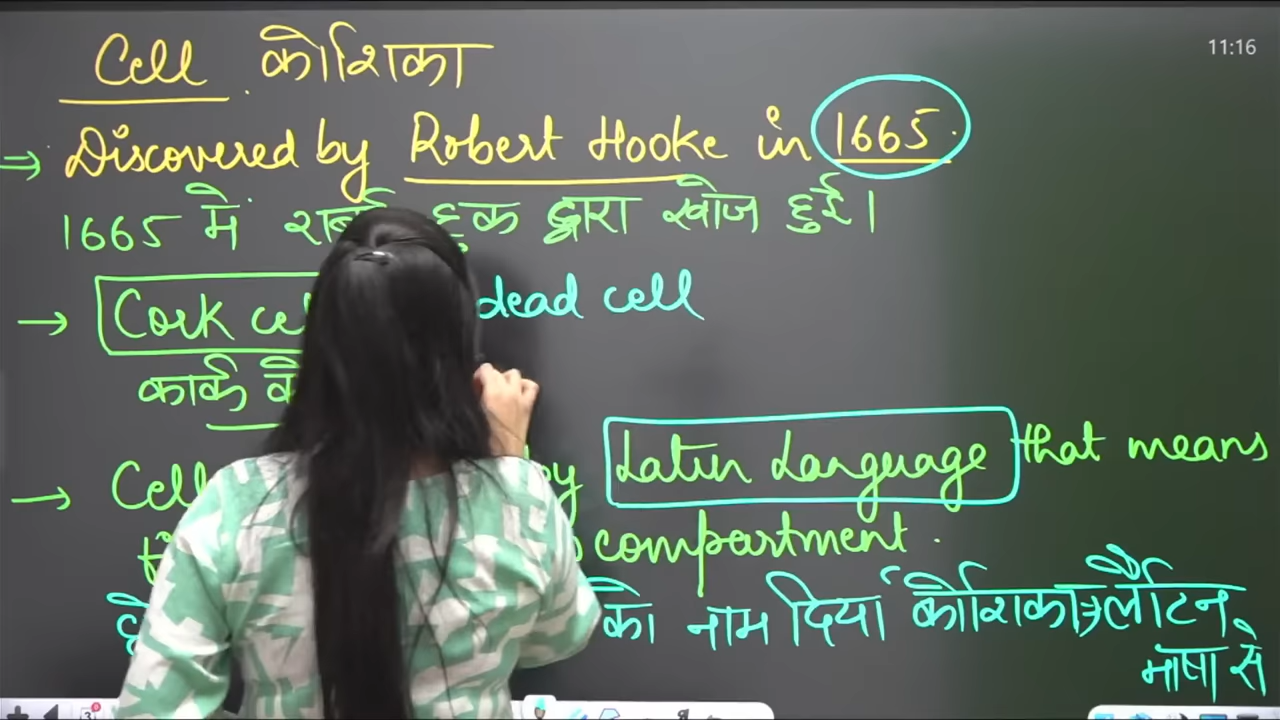 11:16
Cell कोशिका
→ Discovered by Robert Hooke in 1665.
1665 में हुक द्वारा खोज हुई।
→ Cork dead cell
कार्क
→ Cell by Latin Language that means
compartment.
को नाम दिया कोशिका → लैटिन
भाषा से